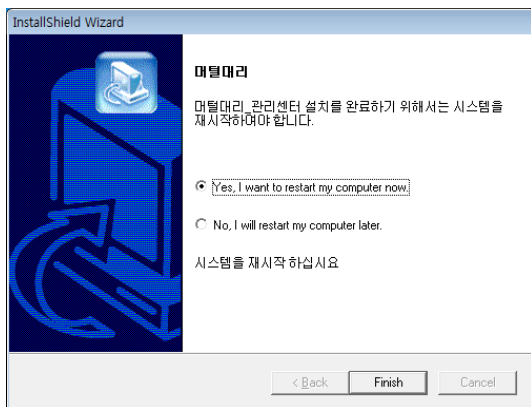 InstallShield Wizard
머털대리
머털대리_관리센터 설치를 완료하기 위해서는 시스템을
재시작하며야 합니다.
Yes, I want to restart my computer now.
No, I will restart my computer later.
시스템을 재시작 하십시요
< Back Finish Cancel